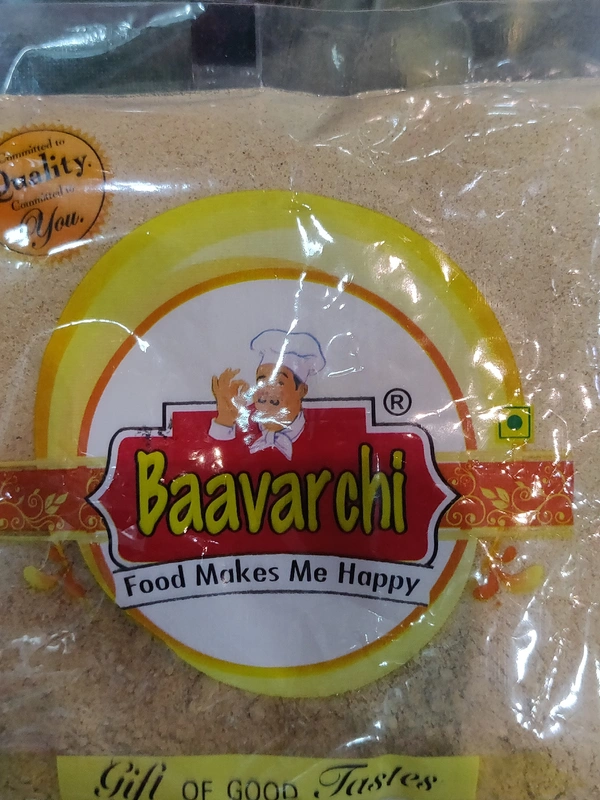 Committed to
Quality.
Committed to
You.
®
Baavarchi
Food Makes Me Happy
Gift OF GOOD Tastes